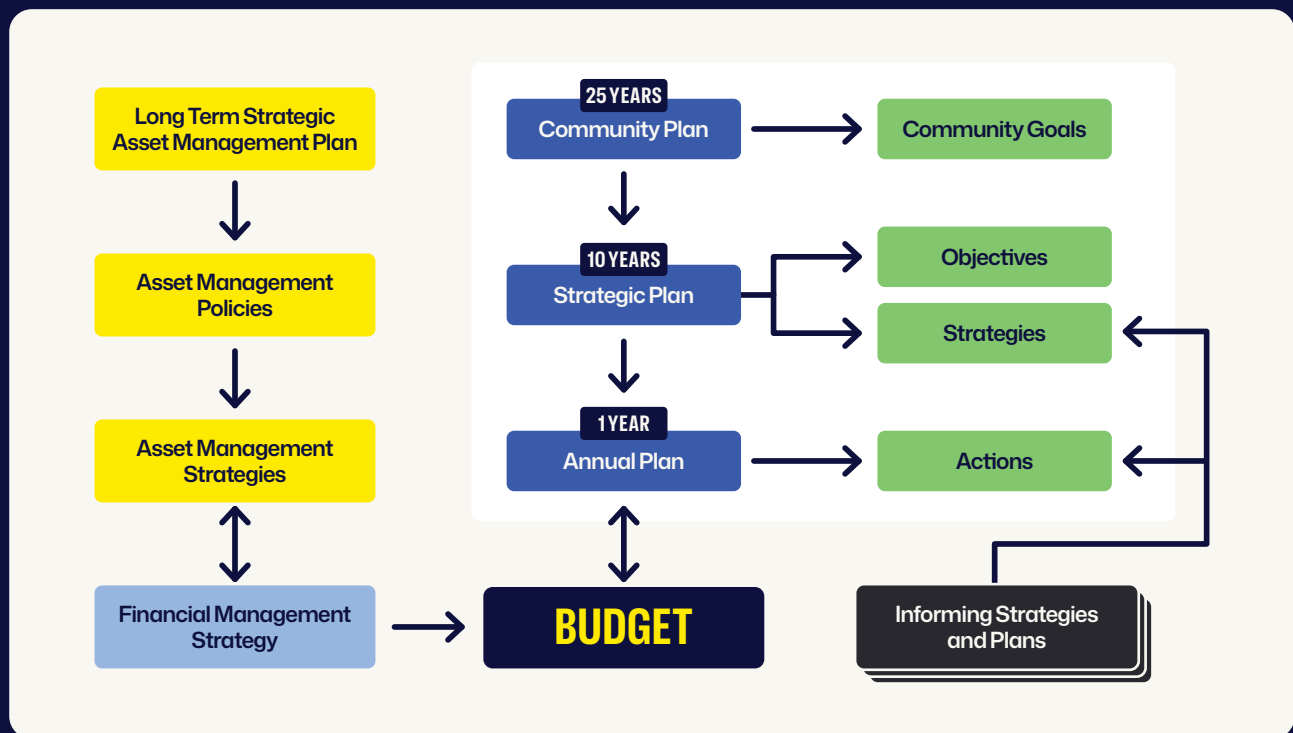 Long Term Strategic
Asset Management Plan
Asset Management
Policies
Asset Management
Strategies
Financial Management
Strategy
25 YEARS
Community Plan
Community Goals
10 YEARS
Strategic Plan
Objectives
Strategies
1 YEAR
Annual Plan
Actions
BUDGET
Informing Strategies
and Plans